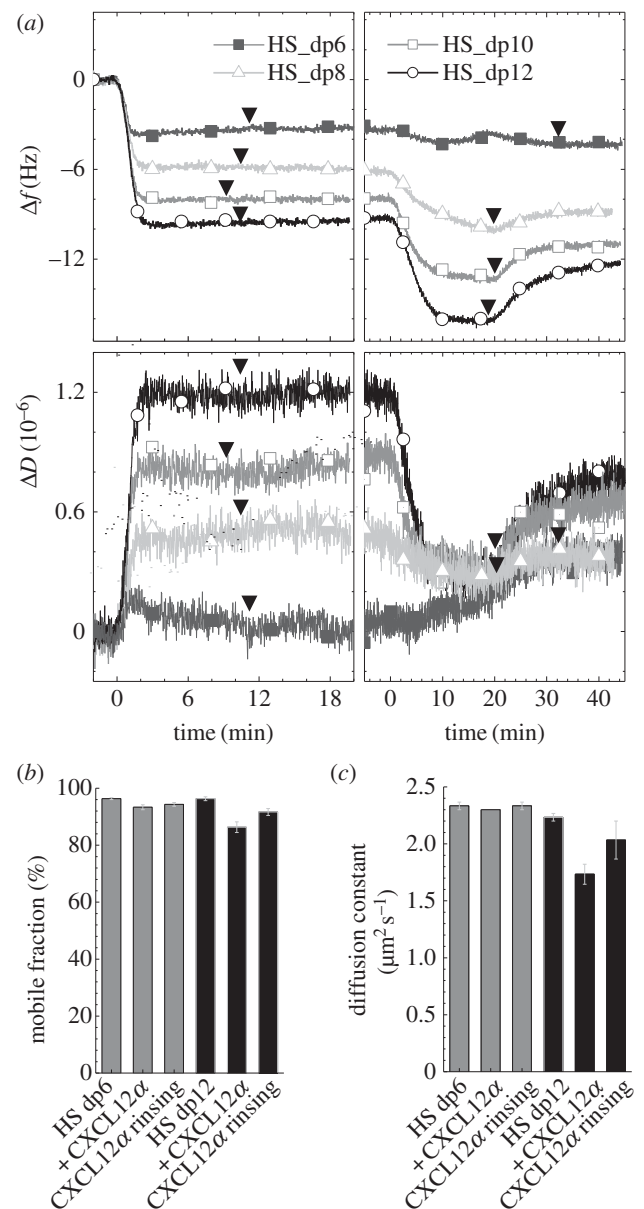 (a)
HS_dp6 HS_dp10
HS_dp8 HS_dp12
0
−6
−12
Δf (Hz)
1.2
0.6
0
ΔD (10−6)
0 6 12 18 0 10 20 30 40
time (min) time (min)
(b) (c)
100
80
60
40
20
0
mobile fraction (%)
HS dp6
+ CXCL12α
CXCL12α rinsing
HS dp12
+ CXCL12α
CXCL12α rinsing
2.5
2.0
1.5
1.0
0.5
0
diffusion constant
(μm2 s−1)
HS dp6
+ CXCL12α
CXCL12α rinsing
HS dp12
+ CXCL12α
CXCL12α rinsing